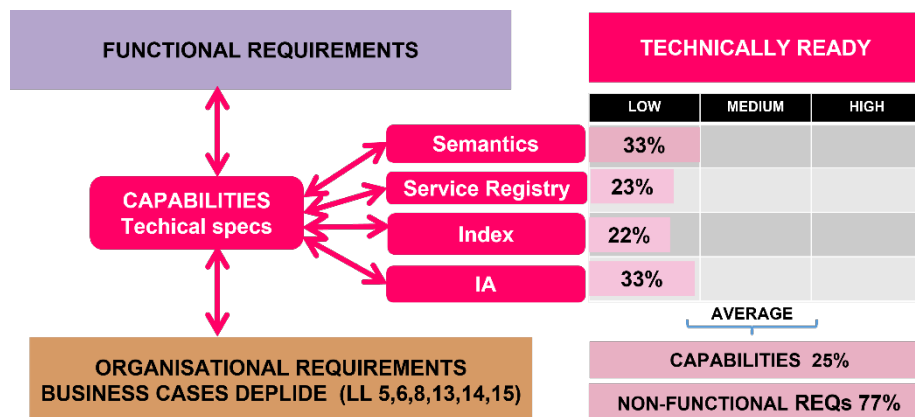 FUNCTIONAL REQUIREMENTS
TECHNICALLY READY
LOW MEDIUM HIGH
Semantics 33%
Service Registry 23%
CAPABILITIES
Techical specs
Index 22%
IA 33%
AVERAGE
ORGANISATIONAL REQUIREMENTS
BUSINESS CASES DEPLIDE (LL 5,6,8,13,14,15)
CAPABILITIES 25%
NON-FUNCTIONAL REQs 77%